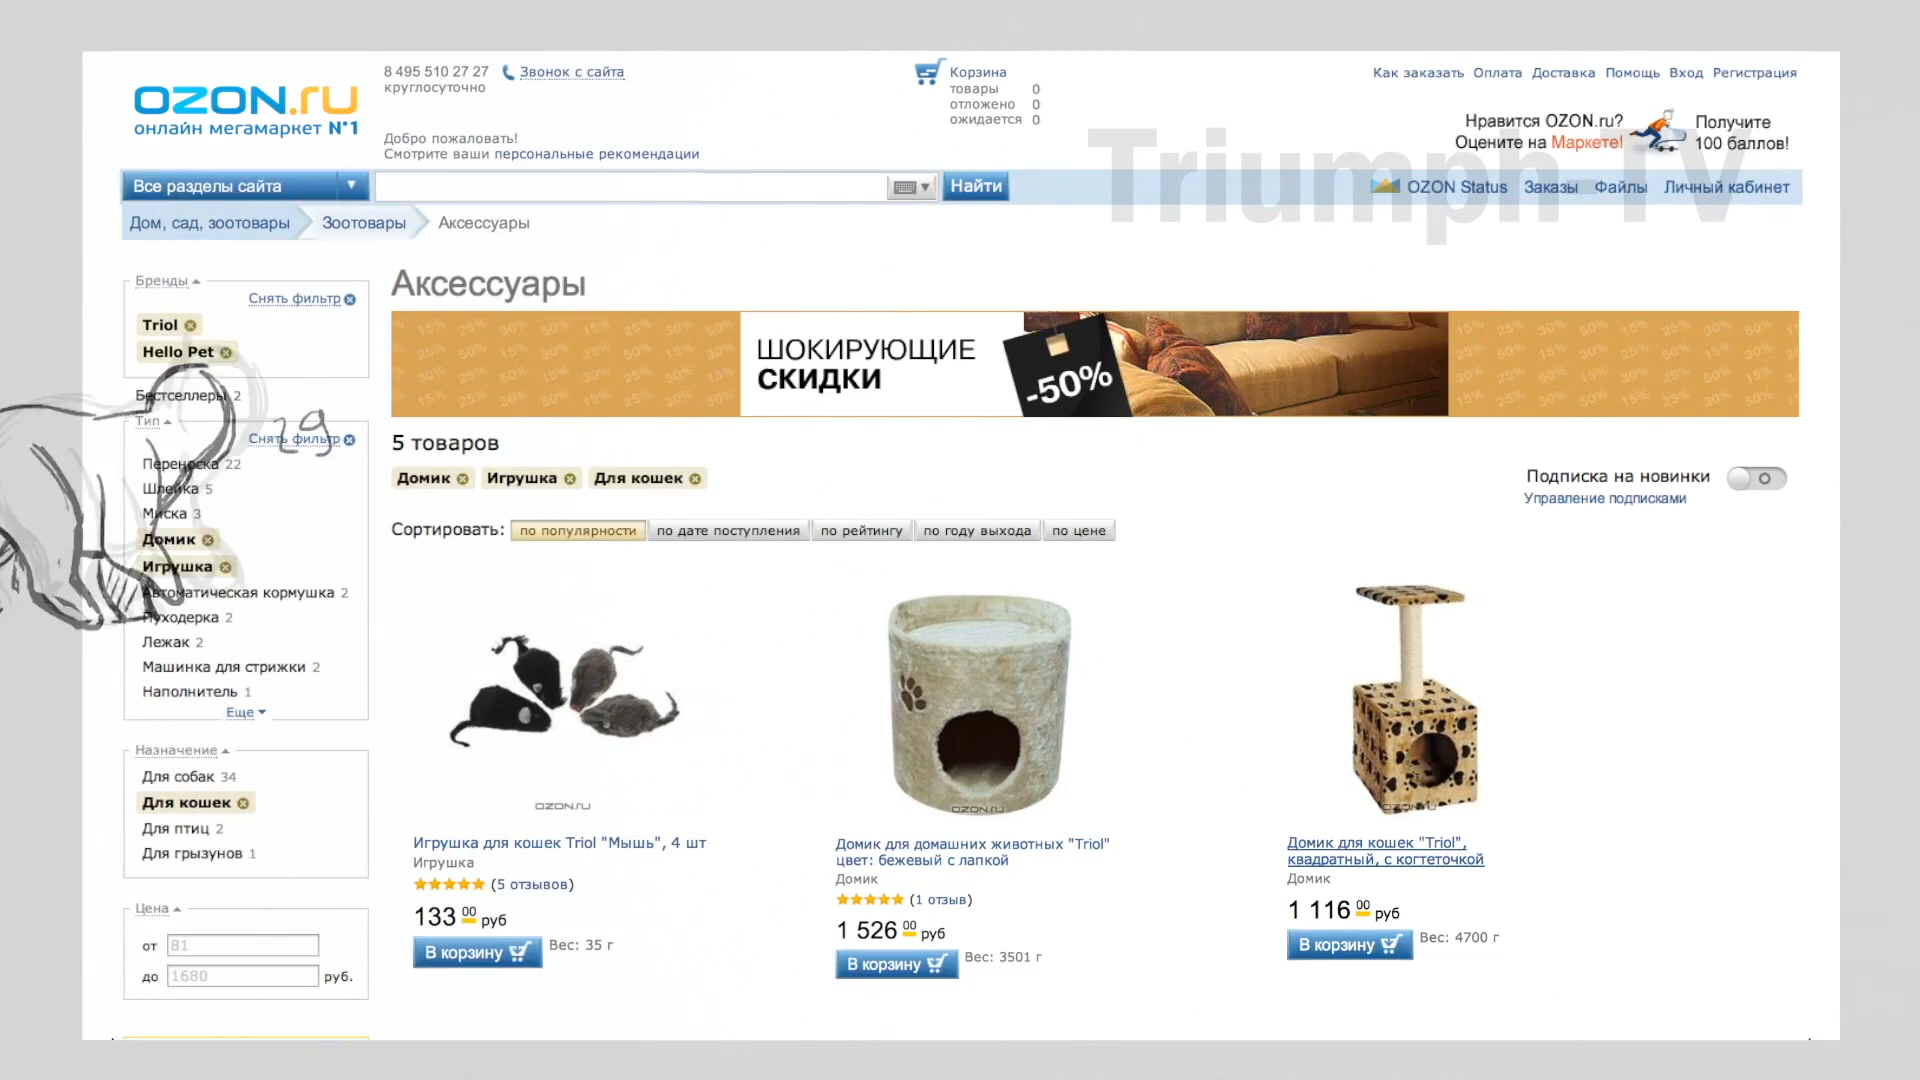 OZON.ru
онлайн мегамаркет №1
8 495 510 27 27 Звонок с сайта
круглосуточно
Добро пожаловать!
Смотрите ваши персональные рекомендации
Корзина
товары 0
отложено 0
ожидается 0
Как заказать Оплата Доставка Помощь Вход Регистрация
Нравится OZON.ru?
Оцените на Маркете!
Получите
100 баллов!
Triumph-TV
Все разделы сайта
Найти
OZON Status Заказы Файлы Личный кабинет
Дом, сад, зоотовары Зоотовары Аксессуары
Бренды
Снять фильтр
Triol
Hello Pet
Бестселлеры 2
Тип
Снять фильтр
29
Переноска 22
Шлейка 5
Миска 3
Домик
Игрушка
Автоматическая кормушка 2
Пуходерка 2
Лежак 2
Машинка для стрижки 2
Наполнитель 1
Еще
Назначение
Для собак 34
Для кошек
Для птиц 2
Для грызунов 1
Цена
от 81
до 1680 руб.
Аксессуары
ШОКИРУЮЩИЕ
СКИДКИ
-50%
5 товаров
Домик Игрушка Для кошек
Подписка на новинки
Управление подписками
Сортировать: по популярности по дате поступления по рейтингу по году выхода по цене
OZON.ru
Игрушка для кошек Triol "Мышь", 4 шт
Игрушка
(5 отзывов)
133 00 руб
В корзину Вес: 35 г
OZON.ru
Домик для домашних животных "Triol"
цвет: бежевый с лапкой
Домик
(1 отзыв)
1 526 00 руб
В корзину Вес: 3501 г
OZON.ru
Домик для кошек "Triol",
квадратный, с когтеточкой
Домик
1 116 00 руб
В корзину Вес: 4700 г